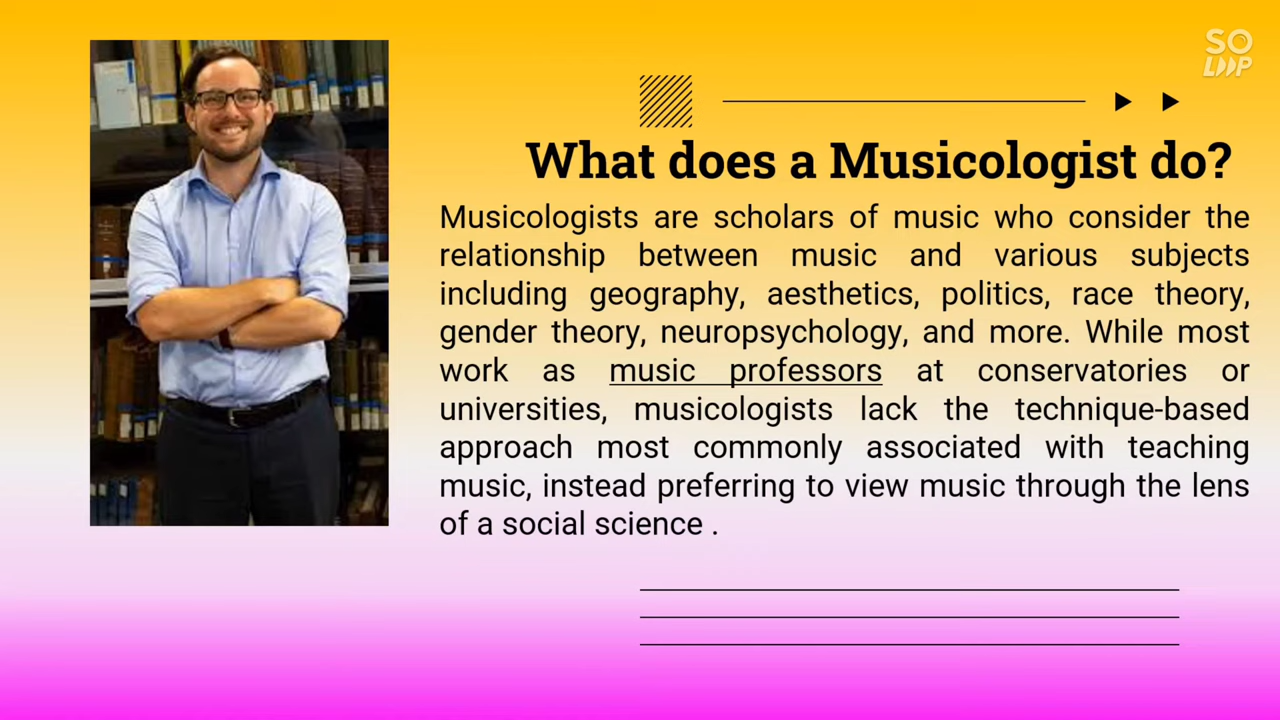 SO
LOOP
What does a Musicologist do?
Musicologists are scholars of music who consider the
relationship between music and various subjects
including geography, aesthetics, politics, race theory,
gender theory, neuropsychology, and more. While most
work as music professors at conservatories or
universities, musicologists lack the technique-based
approach most commonly associated with teaching
music, instead preferring to view music through the lens
of a social science .